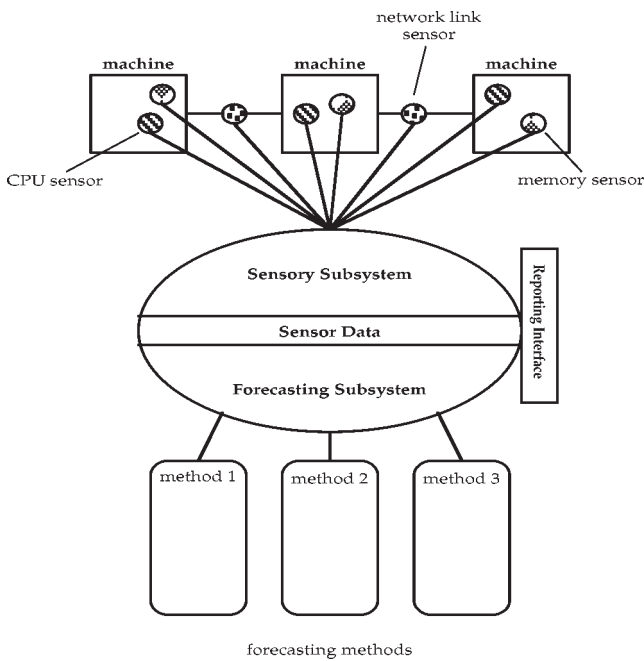 network link
sensor
machine
machine
machine
CPU sensor
memory sensor
Sensory Subsystem
Reporting Interface
Sensor Data
Forecasting Subsystem
method 1
method 2
method 3
forecasting methods